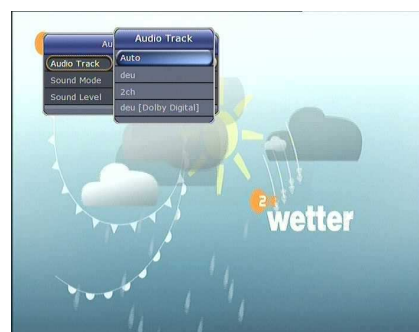 Au
Audio Track
Sound Mode
Sound Level
Audio Track
Auto
deu
2ch
deu [Dolby Digital]
2
wetter